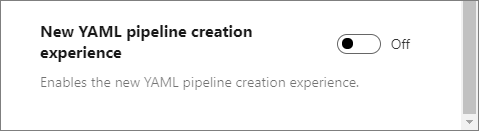 New YAML pipeline creation
experience
Off
Enables the new YAML pipeline creation experience.